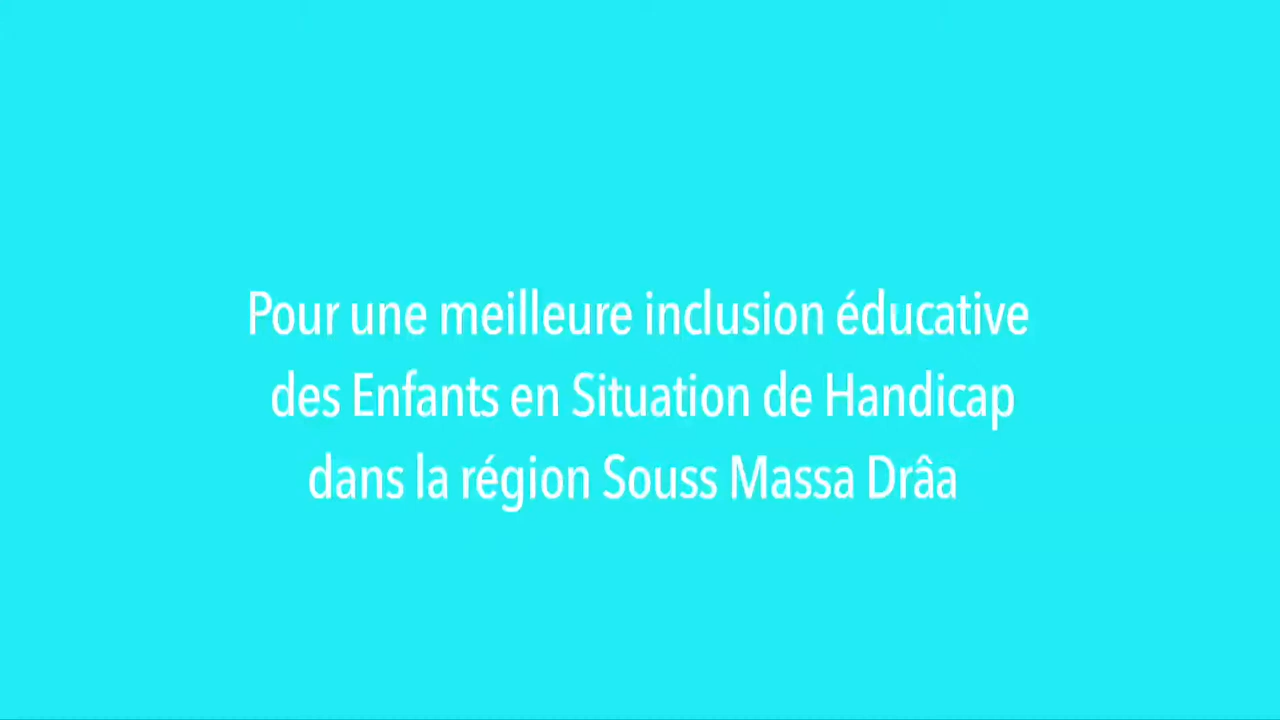 Pour une meilleure inclusion éducative
des Enfants en Situation de Handicap
dans la région Souss Massa Drâa